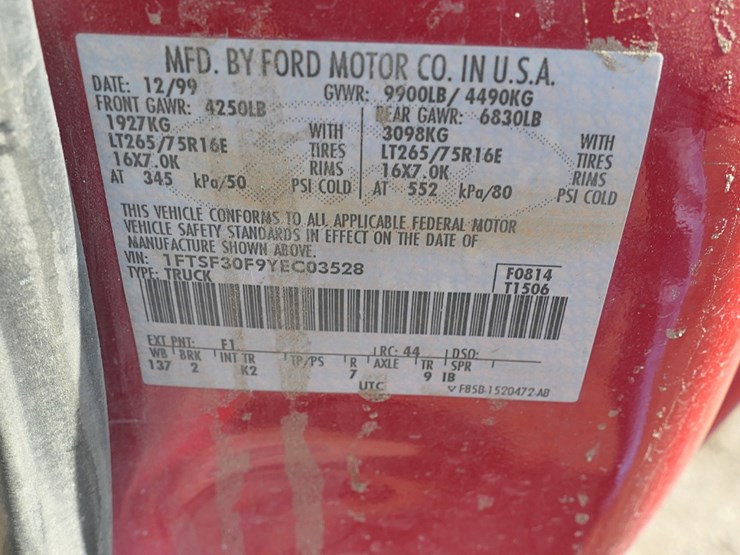 MFD. BY FORD MOTOR CO. IN U.S.A.
DATE: 12/99 GVWR: 9900LB/ 4490KG
FRONT GAWR: 4250LB REAR GAWR: 6830LB
1927KG WITH 3098KG WITH
LT265/75R16E TIRES LT265/75R16E TIRES
16X7.0K RIMS 16X7.0K RIMS
AT 345 kPa/50 PSI COLD AT 552 kPa/80 PSI COLD
THIS VEHICLE CONFORMS TO ALL APPLICABLE FEDERAL MOTOR
VEHICLE SAFETY STANDARDS IN EFFECT ON THE DATE OF
MANUFACTURE SHOWN ABOVE.
VIN: 1FTSF30F9YEC03528 F0814
TYPE: TRUCK T1506
EXT PNT: F1 RC: 44 DSO:
WB BRK INT TR TP/PS R AXLE TR SPR
137 2 K2 7 9 IB
UTC F85B-1520472-AB